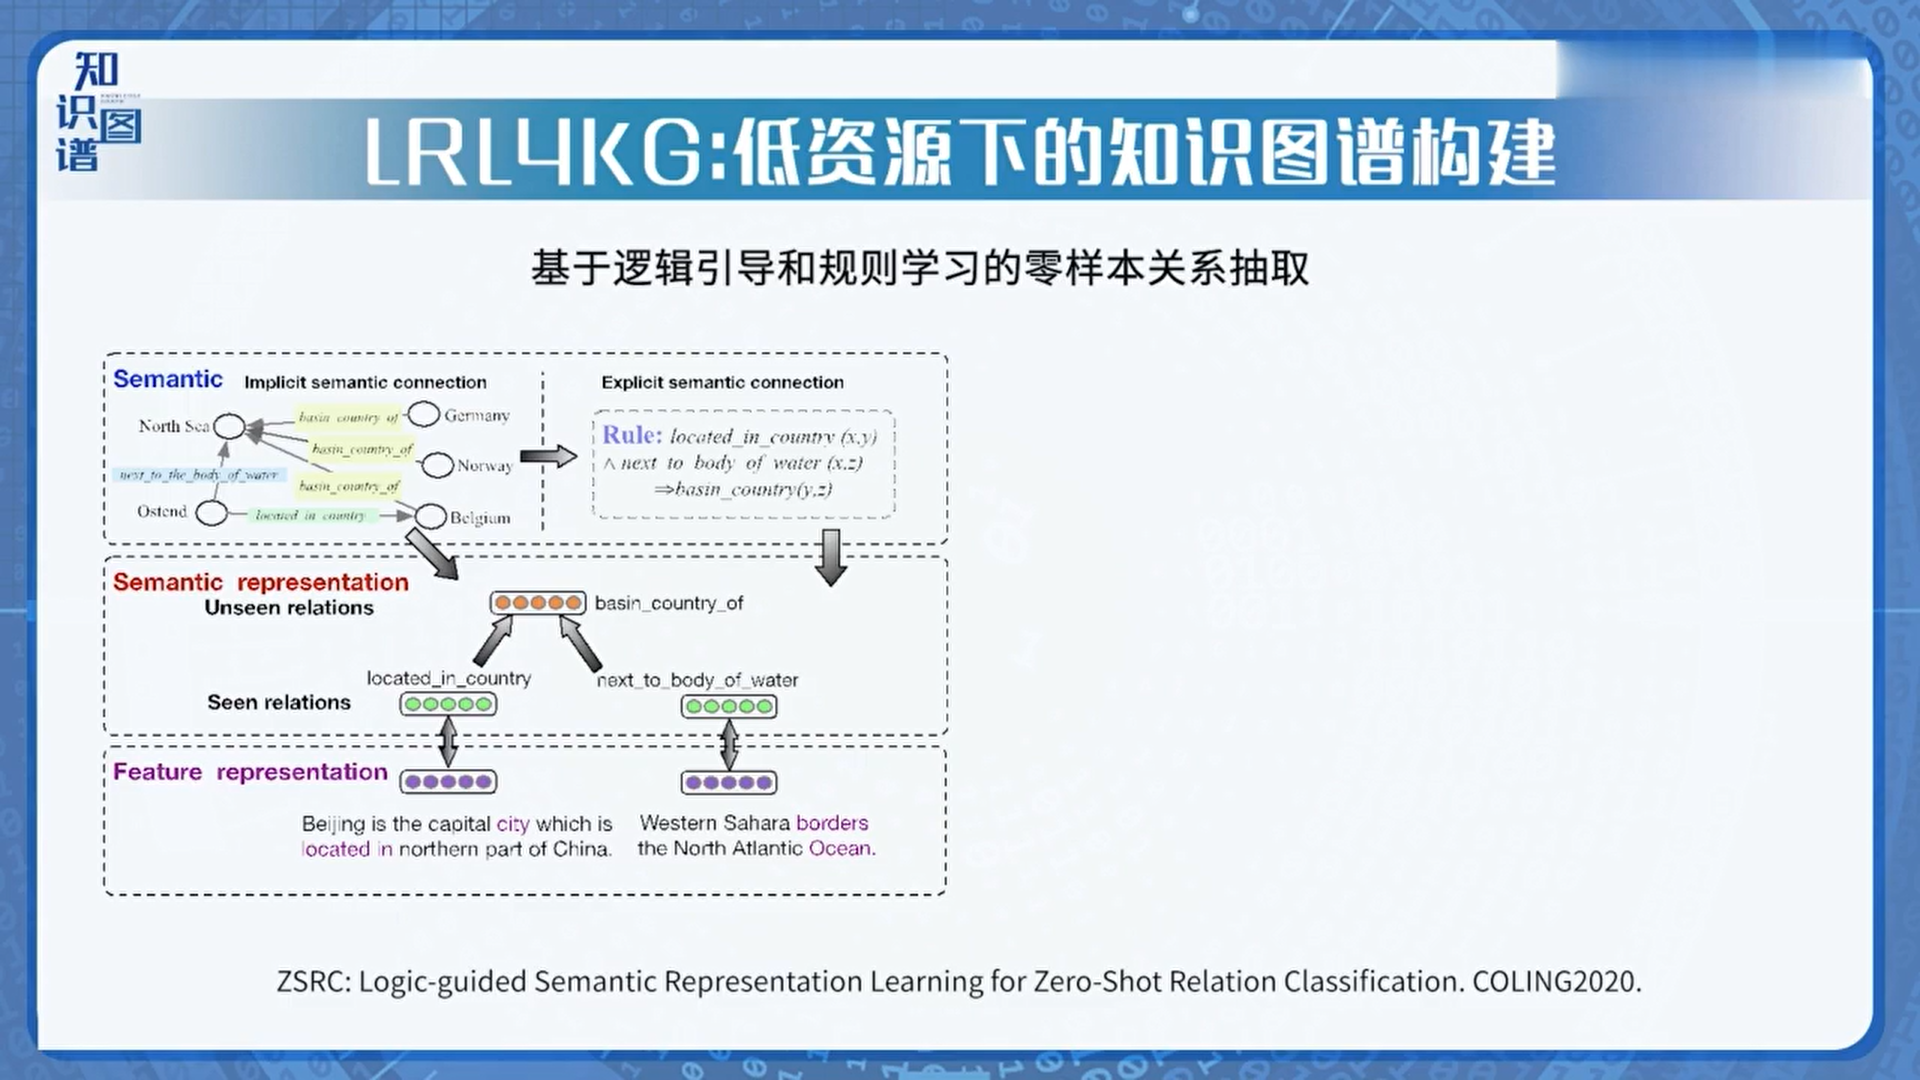 知识图谱
LRL4KG:低资源下的知识图谱构建
基于逻辑引导和规则学习的零样本关系抽取
Semantic
Implicit semantic connection
Explicit semantic connection
North Sea
basin_country_of
Germany
basin_country_of
Norway
next_to_the_body_of_water
basin_country_of
Ostend
located_in_country
Belgium
Rule: located_in_country (x,y)
∧ next_to_body_of_water (x,z)
⇒basin_country(y,z)
Semantic representation
Unseen relations
basin_country_of
located_in_country
next_to_body_of_water
Seen relations
Feature representation
Beijing is the capital city which is
located in northern part of China.
Western Sahara borders
the North Atlantic Ocean.
ZSRC: Logic-guided Semantic Representation Learning for Zero-Shot Relation Classification. COLING2020.